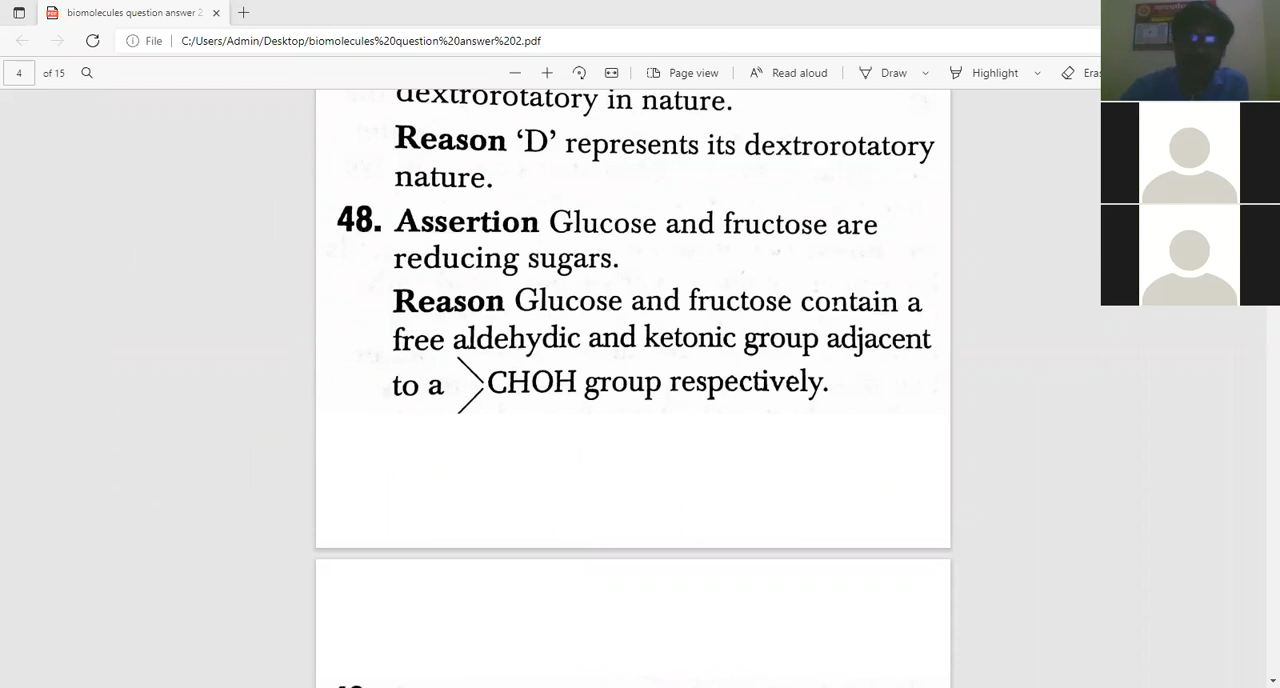 biomolecules question answer 2
File
C:/Users/Admin/Desktop/biomolecules%20question%20answer%202.pdf
4 of 15
Page view
Read aloud
Draw
Highlight
Eras
dextrorotatory in nature.
Reason ‘D’ represents its dextrorotatory
nature.
48. Assertion Glucose and fructose are
reducing sugars.
Reason Glucose and fructose contain a
free aldehydic and ketonic group adjacent
to a >CHOH group respectively.